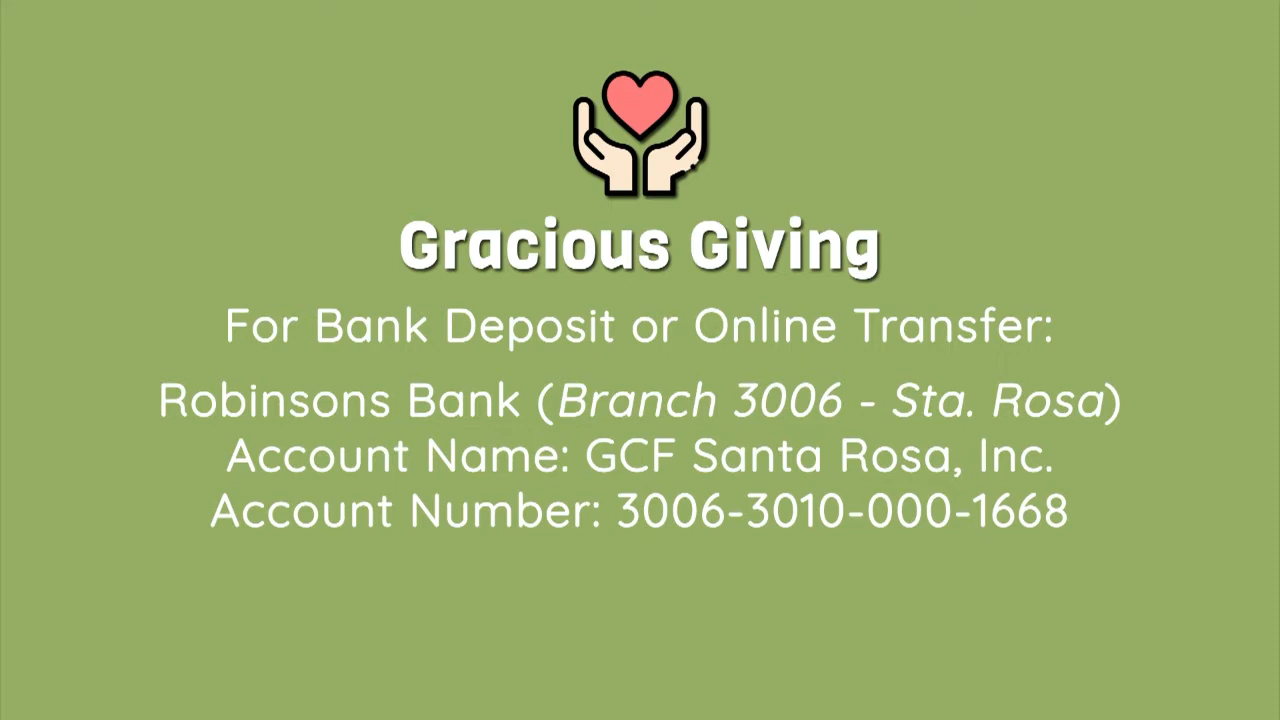 Gracious Giving
For Bank Deposit or Online Transfer:
Robinsons Bank (Branch 3006 - Sta. Rosa)
Account Name: GCF Santa Rosa, Inc.
Account Number: 3006-3010-000-1668